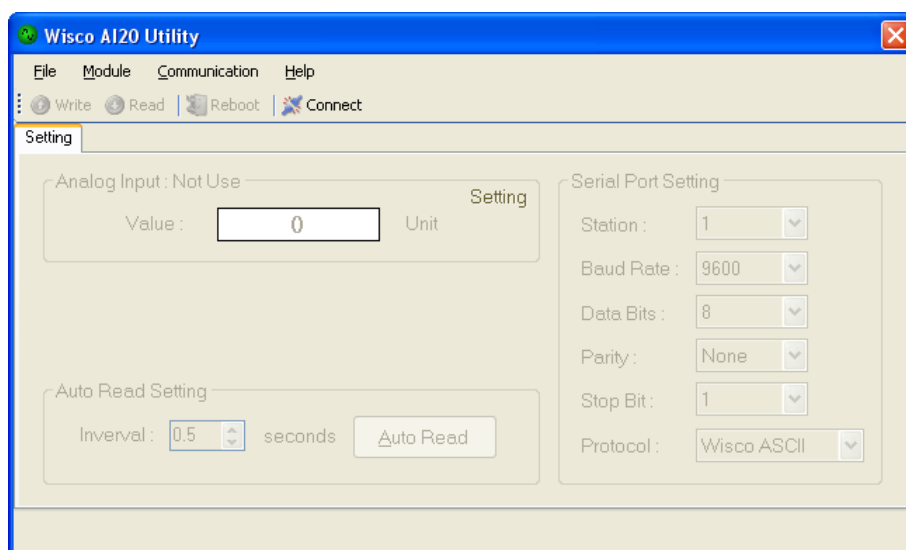 Wisco AI20 Utility
File Module Communication Help
Write Read Reboot Connect
Setting
Analog Input : Not Use
Setting
Value : 0 Unit
Auto Read Setting
Inverval : 0.5 seconds Auto Read
Serial Port Setting
Station : 1
Baud Rate : 9600
Data Bits : 8
Parity : None
Stop Bit : 1
Protocol : Wisco ASCII